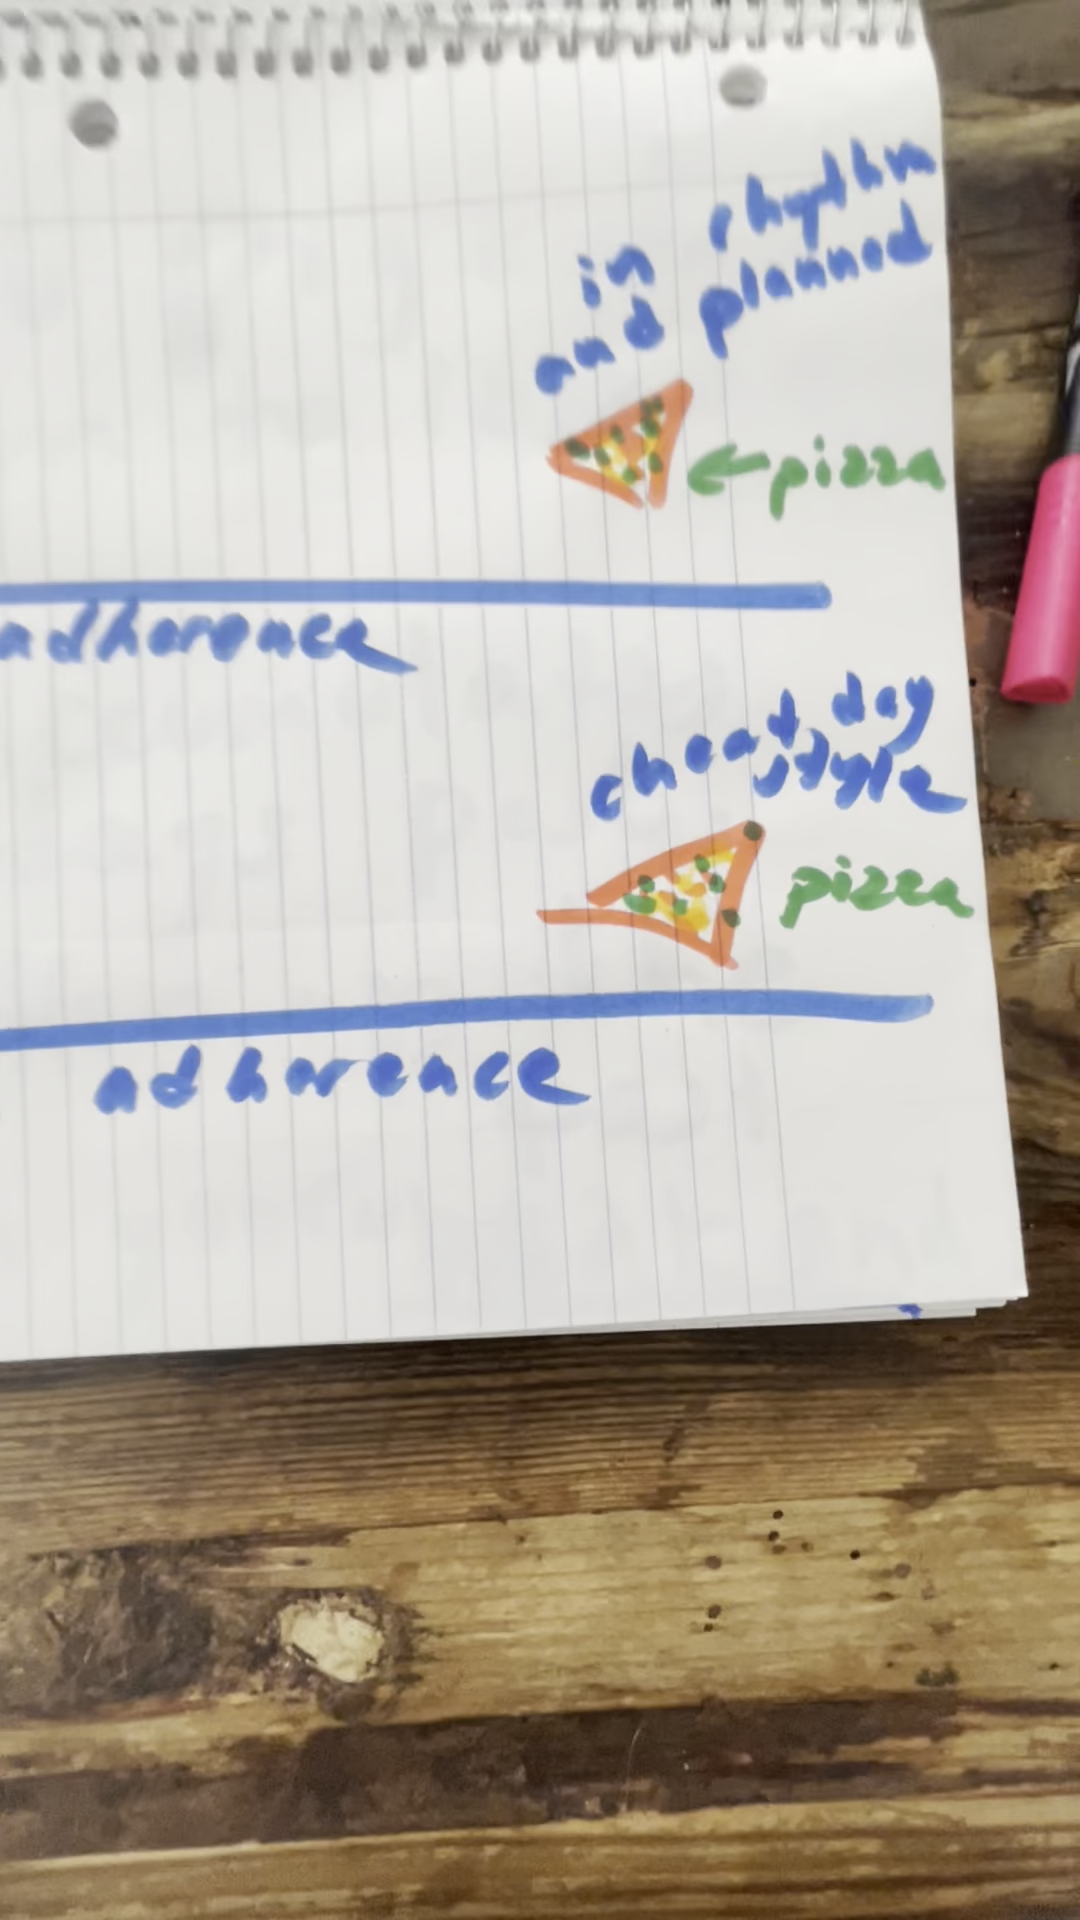 in rhythm
and planned
pizza
adherence
cheat day
style
pizza
adherence